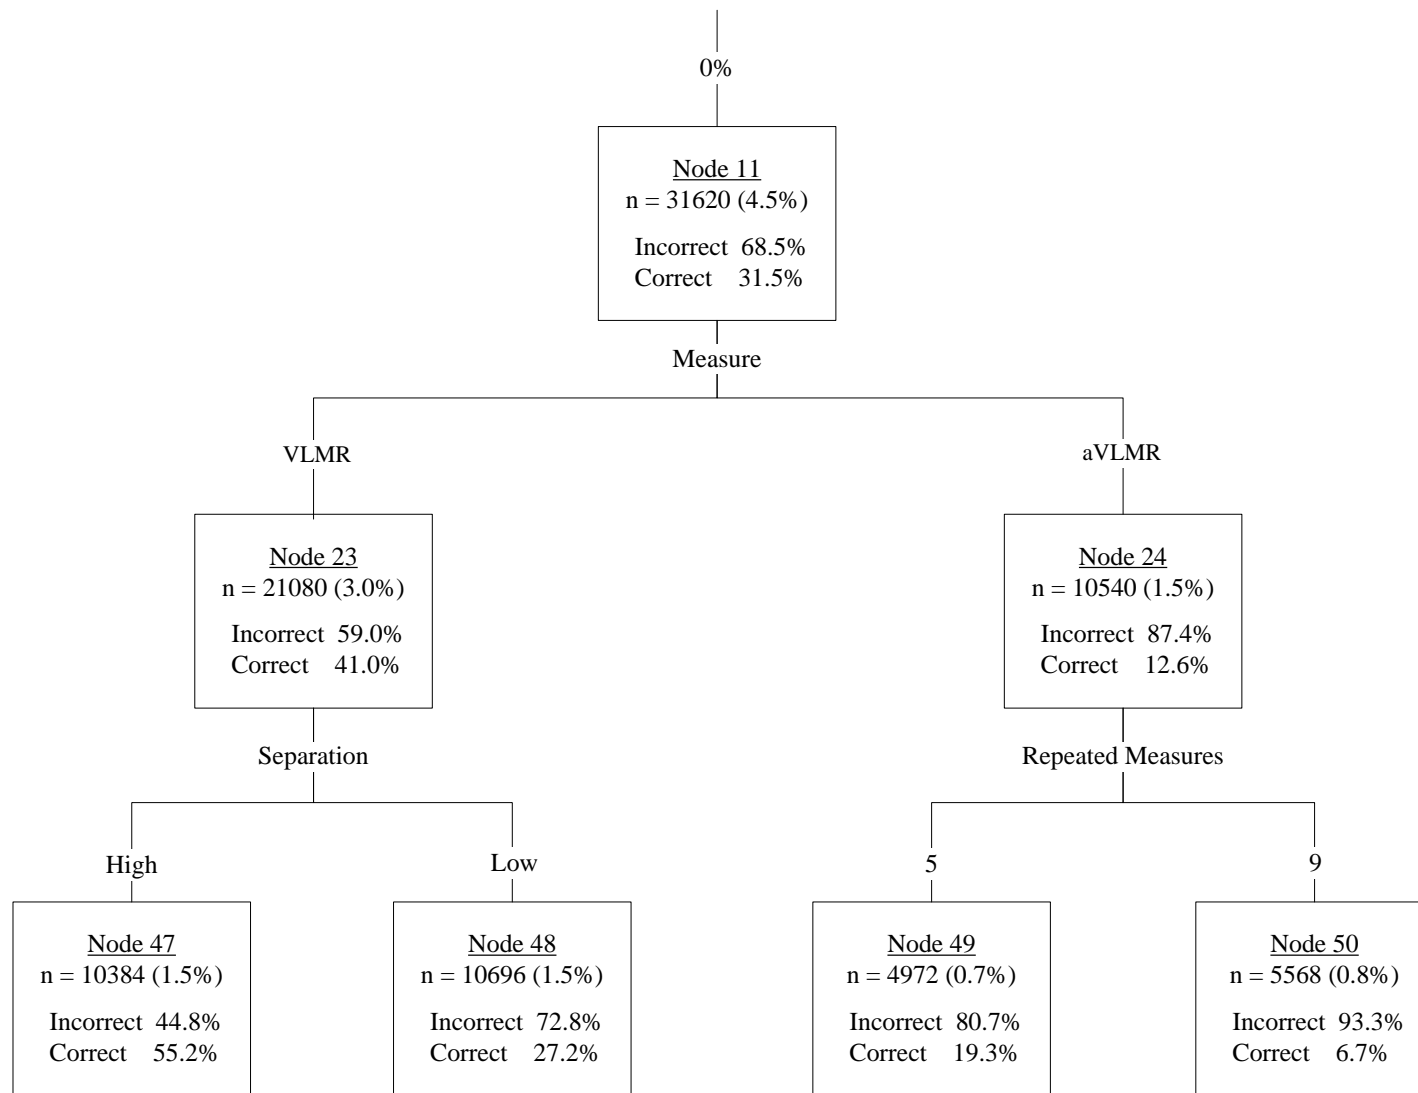 0%
Node 11
n = 31620 (4.5%)
Incorrect 68.5%
Correct 31.5%
Measure
VLMR
aVLMR
Node 23
n = 21080 (3.0%)
Incorrect 59.0%
Correct 41.0%
Node 24
n = 10540 (1.5%)
Incorrect 87.4%
Correct 12.6%
Separation
Repeated Measures
High
Low
5
9
Node 47
n = 10384 (1.5%)
Incorrect 44.8%
Correct 55.2%
Node 48
n = 10696 (1.5%)
Incorrect 72.8%
Correct 27.2%
Node 49
n = 4972 (0.7%)
Incorrect 80.7%
Correct 19.3%
Node 50
n = 5568 (0.8%)
Incorrect 93.3%
Correct 6.7%